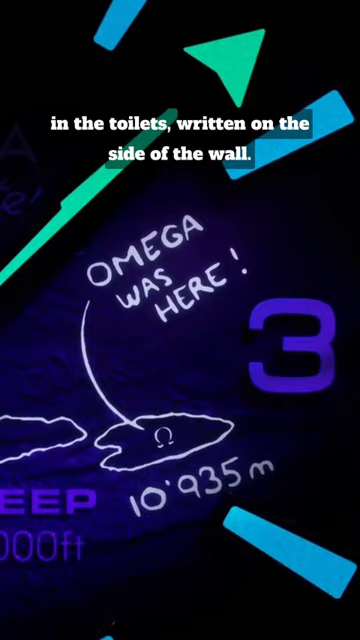 in the toilets, written on the
side of the wall.
OMEGA
WAS
HERE!
3
Ω
10'935 m
EEP
000ft